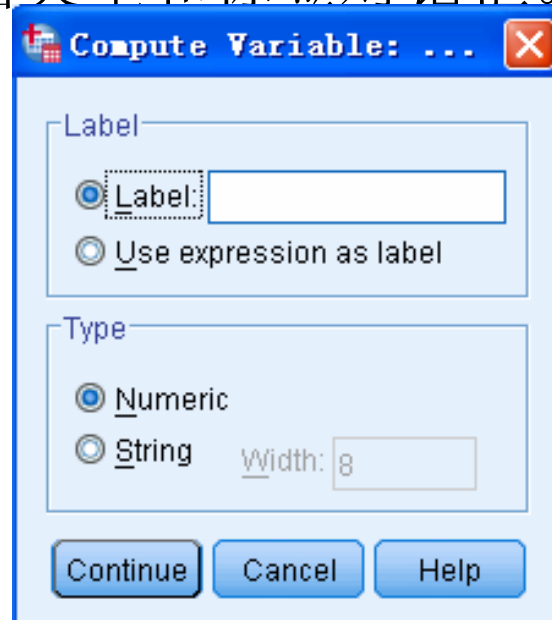 Compute Variable: ...
Label
Label:
Use expression as label
Type
Numeric
String Width: 8
Continue Cancel Help